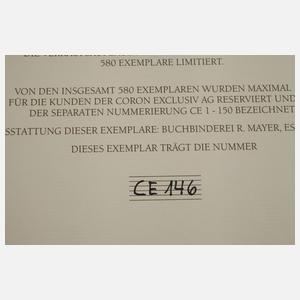 580 EXEMPLARE LIMITIERT.
VON DEN INSGESAMT 580 EXEMPLAREN WURDEN MAXIMAL
FÜR DIE KUNDEN DER CORON EXCLUSIV AG RESERVIERT UND
DER SEPARATEN NUMMERIERUNG CE 1 - 150 BEZEICHNET
SSTATTUNG DIESER EXEMPLARE: BUCHBINDEREI R. MAYER, ES
DIESES EXEMPLAR TRÄGT DIE NUMMER
CE 146